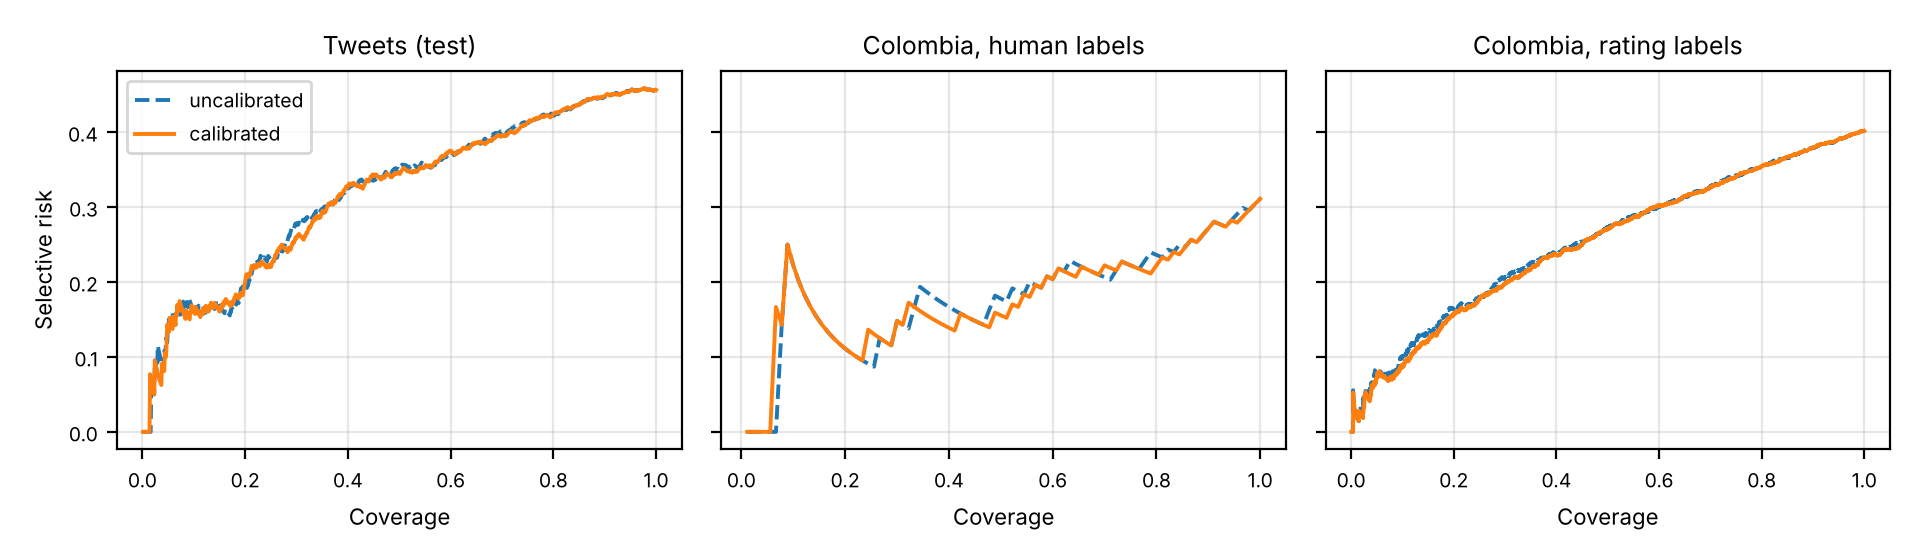 Tweets (test)
Colombia, human labels
Colombia, rating labels
uncalibrated
calibrated
Selective risk
0.4
0.3
0.2
0.1
0.0
0.0 0.2 0.4 0.6 0.8 1.0
0.0 0.2 0.4 0.6 0.8 1.0
0.0 0.2 0.4 0.6 0.8 1.0
Coverage
Coverage
Coverage